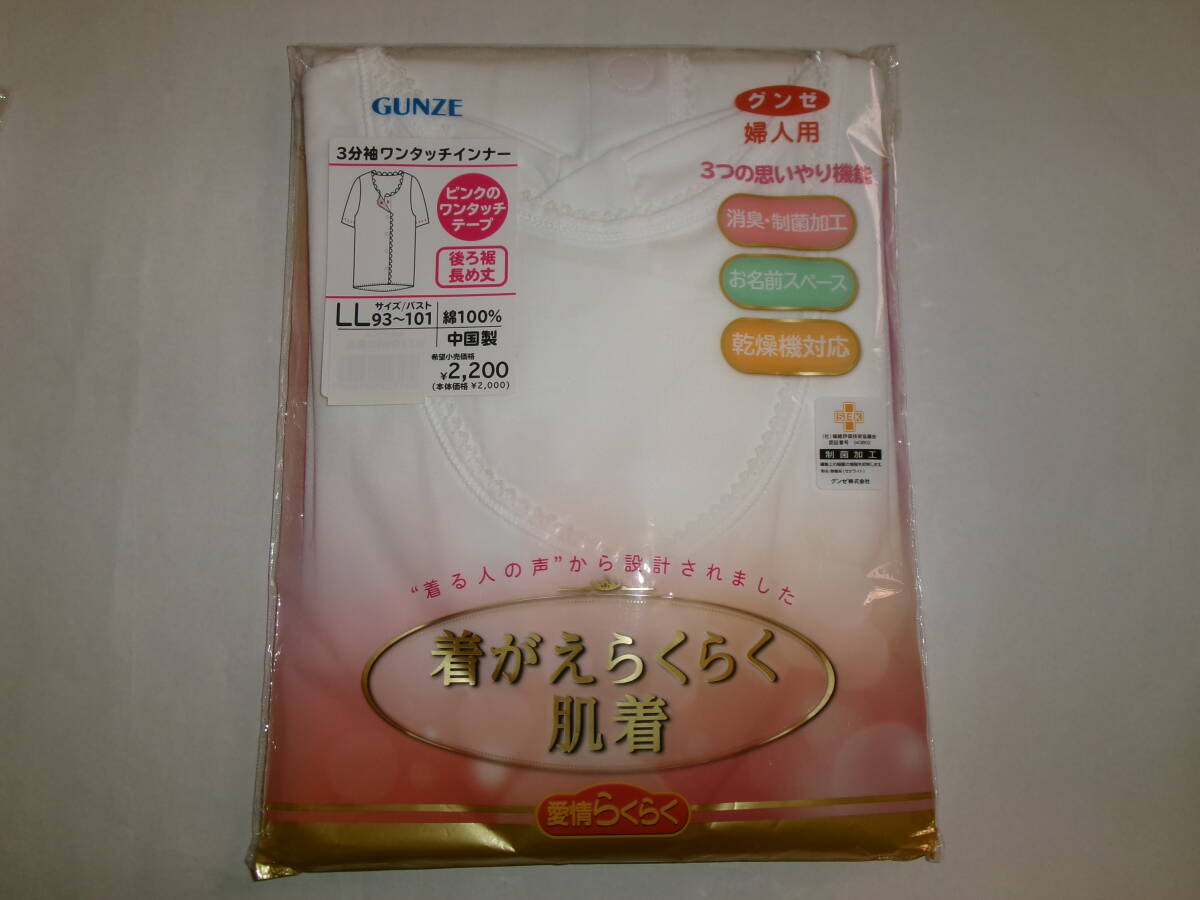 GUNZE
3分袖ワンタッチインナー
ピンクの
ワンタッチ
テープ
後ろ裾
長め丈
LL サイズ/バスト 93〜101
綿100%
中国製
希望小売価格
¥2,200
(本体価格 ¥2,000)
グンゼ
婦人用
3つの思いやり機能
消臭・制菌加工
お名前スペース
乾燥機対応
SEK
制菌加工
グンゼ株式会社
"着る人の声"から設計されました
着がえらくらく
肌着
愛情らくらく